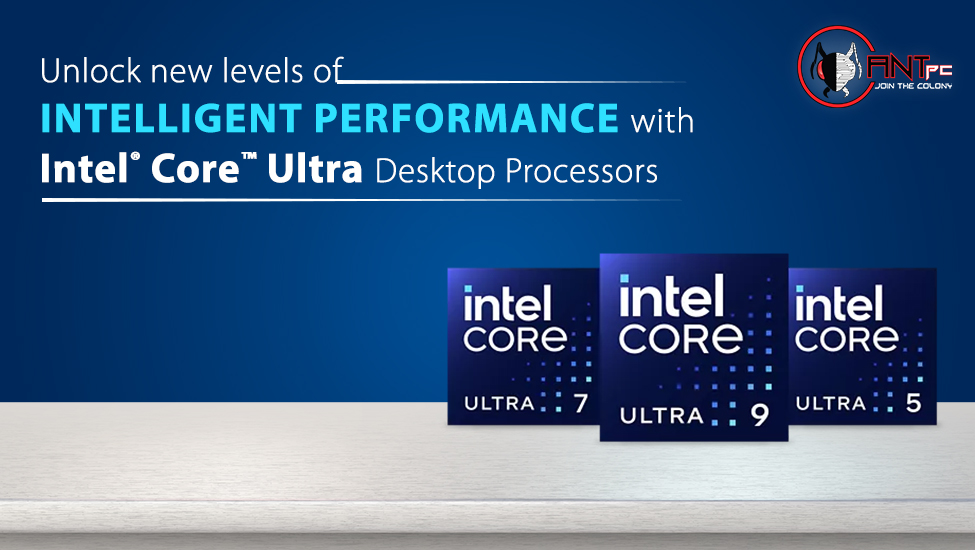 Unlock new levels of
INTELLIGENT PERFORMANCE with
Intel® Core™ Ultra Desktop Processors
ANTPC
JOIN THE COLONY
intel
CORE
ULTRA 7
intel
CORE
ULTRA 9
intel
CORE
ULTRA 5